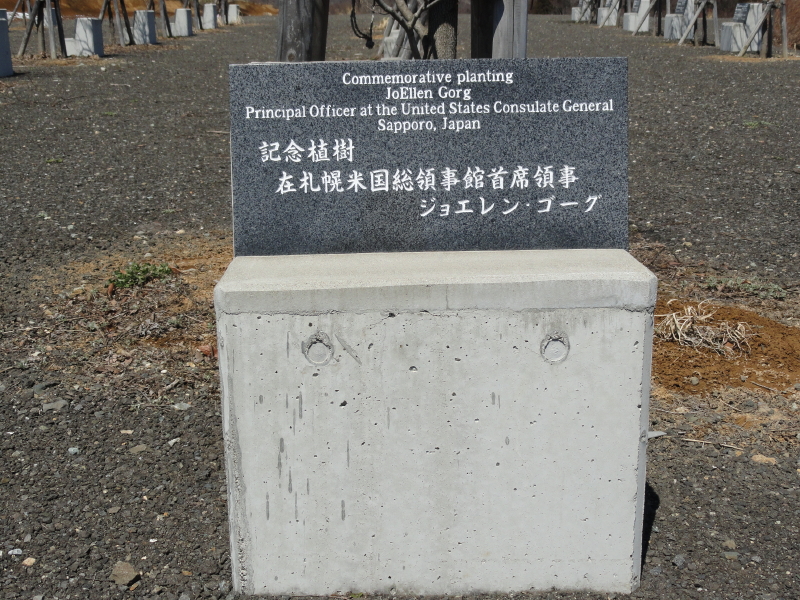 Commemorative planting
JoEllen Gorg
Principal Officer at the United States Consulate General
Sapporo, Japan
記念植樹
在札幌米国総領事館首席領事
ジョエレン・ゴーグ